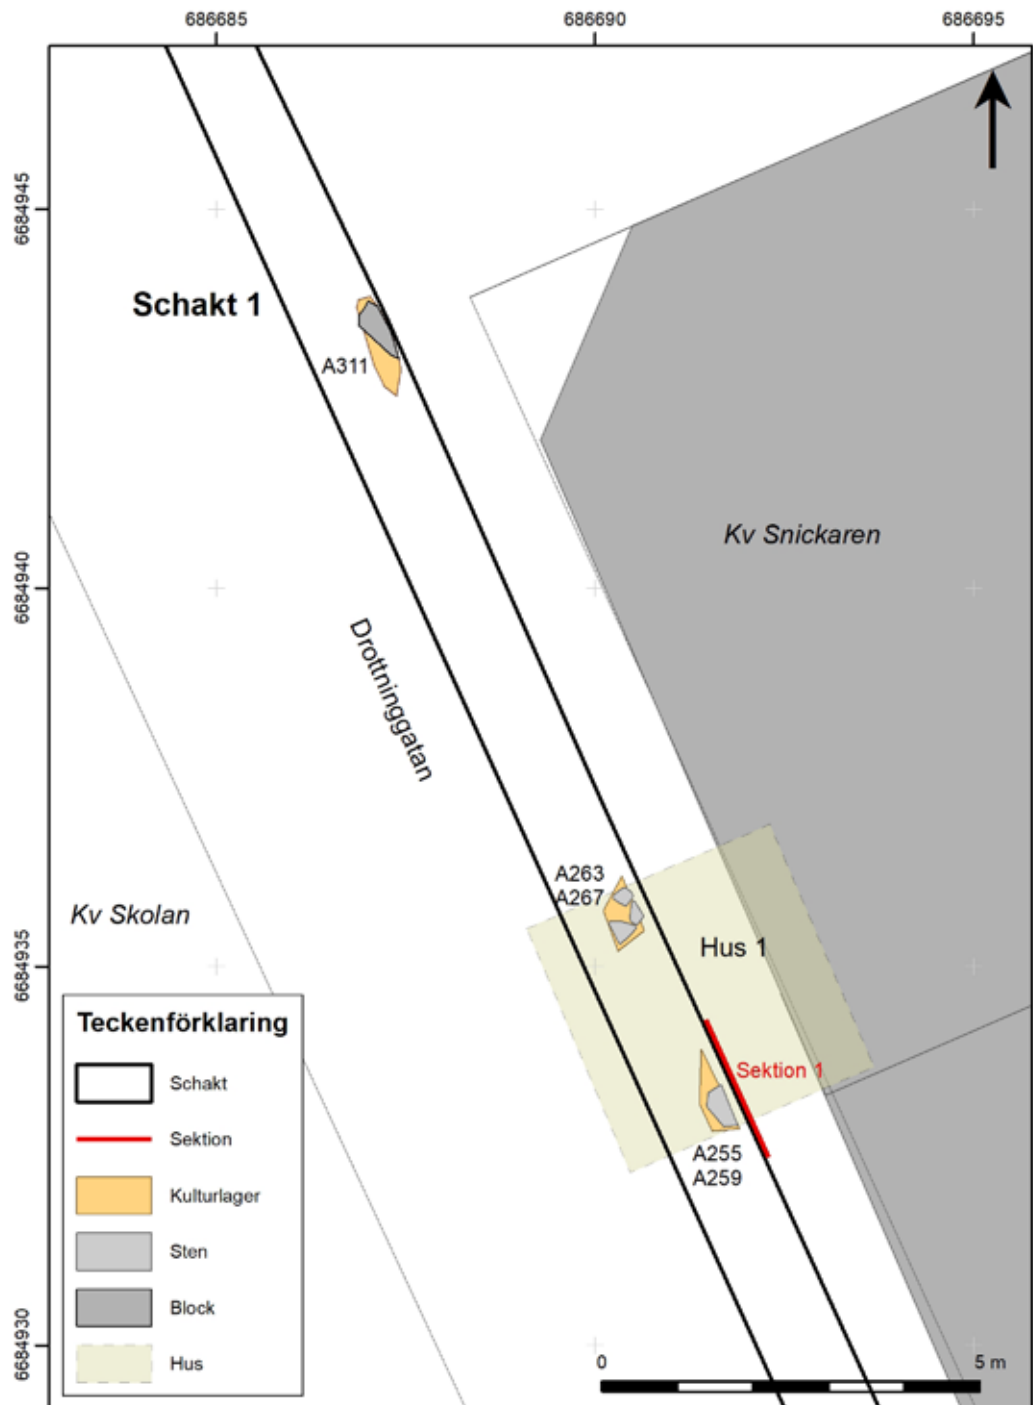 686685
686690
686695
6684945
Schakt 1
A311
Kv Snickaren
6684940
Drottninggatan
A263
A267
Kv Skolan
Hus 1
6684935
Teckenförklaring
Schakt
Sektion 1
Sektion
A255
A259
Kulturlager
Sten
Block
Hus
6684930
0
5 m